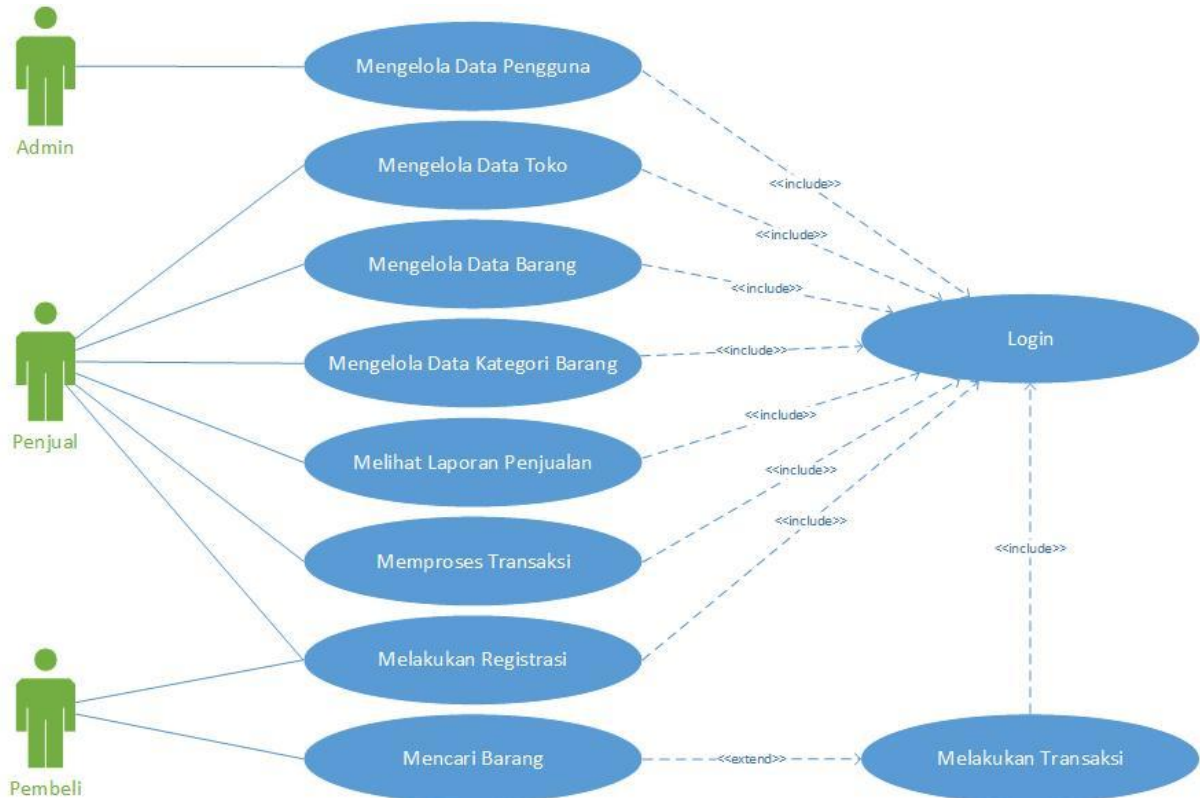 Mengelola Data Pengguna
Admin
Mengelola Data Toko
<<include>>
<<include>>
Mengelola Data Barang
<<include>>
Login
Mengelola Data Kategori Barang
<<include>>
Penjual
<<include>>
Melihat Laporan Penjualan
<<include>>
<<include>>
Memproses Transaksi
<<include>>
Melakukan Registrasi
Mencari Barang
<<extend>>
Melakukan Transaksi
Pembeli